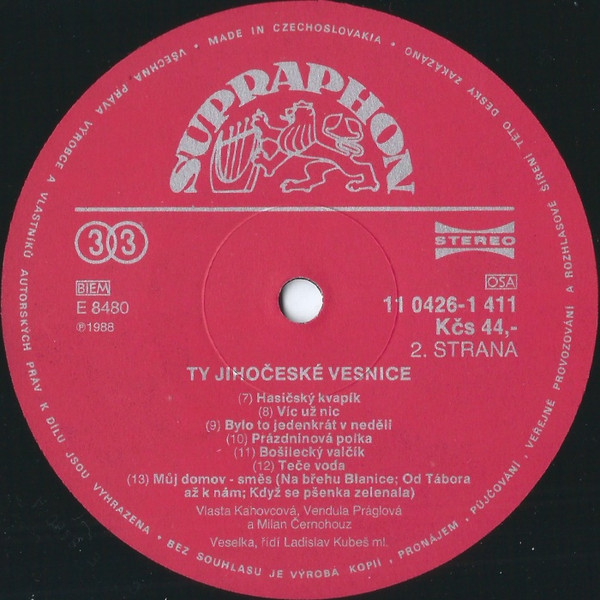 MADE IN CZECHOSLOVAKIA • VŠECHNA PRÁVA VÝROBCE A VLASTNÍKŮ AUTORSKÝCH PRÁV K DÍLU JSOU VYHRAZENA • BEZ SOUHLASU JE VÝROBA KOPIÍ, PRONÁJEM, PŮJČOVÁNÍ, VEŘEJNÉ PROVOZOVÁNÍ A ROZHLASOVÉ ŠÍŘENÍ TÉTO DESKY ZAKÁZÁNO •
SUPRAPHON
33
STEREO
BIEM
OSA
E 8480
11 0426-1 411
℗1988
Kčs 44,-
2. STRANA
TY JIHOČESKÉ VESNICE
(7) Hasičský kvapík
(8) Víc už nic
(9) Bylo to jedenkrát v neděli
(10) Prázdninová polka
(11) Bošilecký valčík
(12) Teče voda
(13) Můj domov - směs (Na břehu Blanice; Od Tábora
až k nám; Když se pšenka zelenala)
Vlasta Kahovcová, Vendula Práglová
a Milan Černohouz
Veselka, řídí Ladislav Kubeš ml.